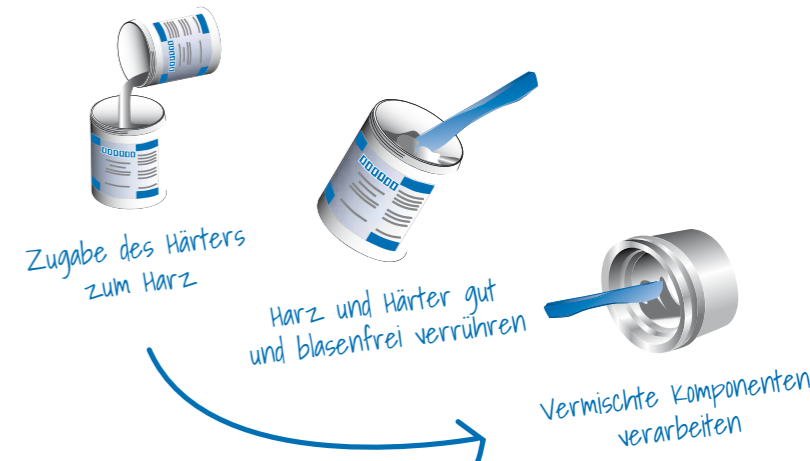 Zugabe des Härters
zum Harz
Harz und Härter gut
und blasenfrei verrühren
Vermischte Komponenten
verarbeiten